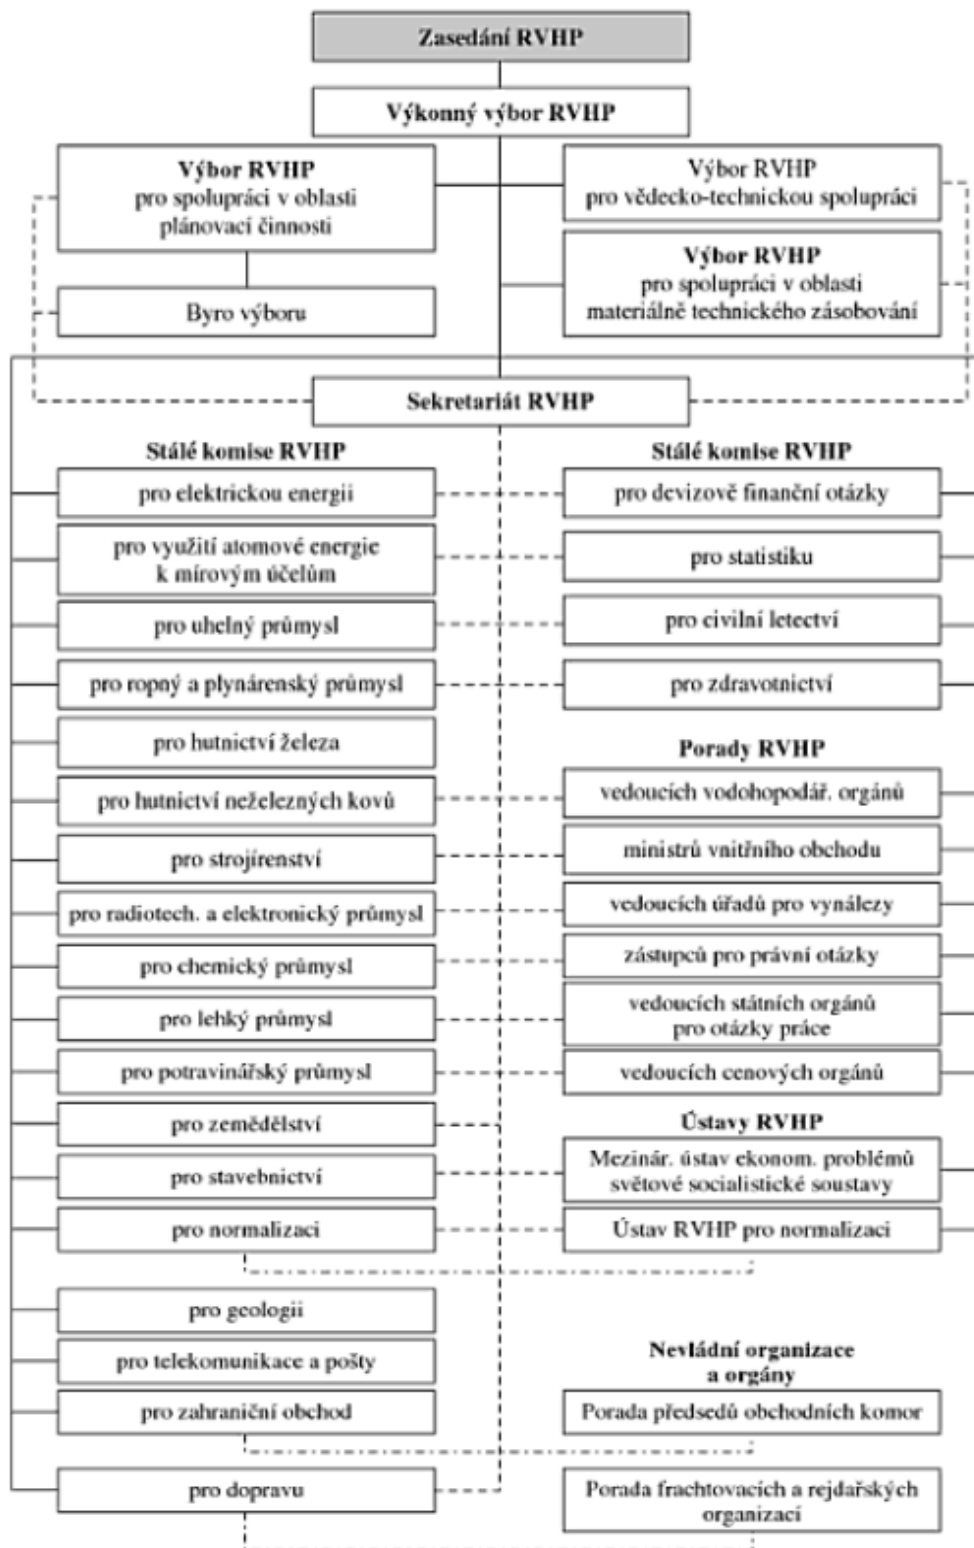 Zasedání RVHP
Výkonný výbor RVHP
Výbor RVHP
pro spolupráci v oblasti
plánovací činnosti
Byro výboru
Výbor RVHP
pro vědecko-technickou spolupráci
Výbor RVHP
pro spolupráci v oblasti
materiálně technického zásobování
Sekretariát RVHP
Stálé komise RVHP
pro elektrickou energii
pro využití atomové energie
k mírovým účelům
pro uhelný průmysl
pro ropný a plynárenský průmysl
pro hutnictví železa
pro hutnictví neželezných kovů
pro strojírenství
pro radiotech. a elektronický průmysl
pro chemický průmysl
pro lehký průmysl
pro potravinářský průmysl
pro zemědělství
pro stavebnictví
pro normalizaci
pro geologii
pro telekomunikace a pošty
pro zahraniční obchod
pro dopravu
Stálé komise RVHP
pro devizově finanční otázky
pro statistiku
pro civilní letectví
pro zdravotnictví
Porady RVHP
vedoucích vodohopodář. orgánů
ministrů vnitřního obchodu
vedoucích úřadů pro vynálezy
zástupců pro právní otázky
vedoucích státních orgánů
pro otázky práce
vedoucích cenových orgánů
Ústavy RVHP
Mezinár. ústav ekonom. problémů
světové socialistické soustavy
Ústav RVHP pro normalizaci
Nevládní organizace
a orgány
Porada předsedů obchodních komor
Porada frachtovacích a rejdařských
organizací